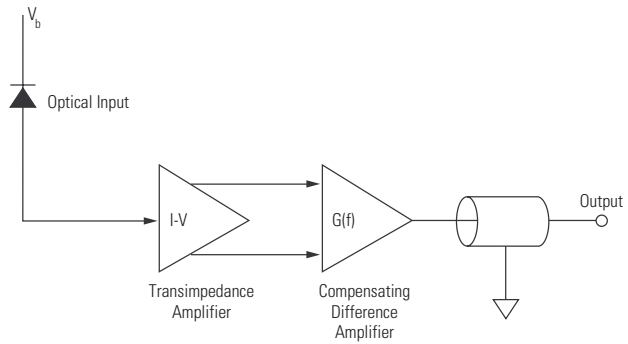 V_b
Optical Input
I-V
Transimpedance
Amplifier
G(f)
Compensating
Difference
Amplifier
Output